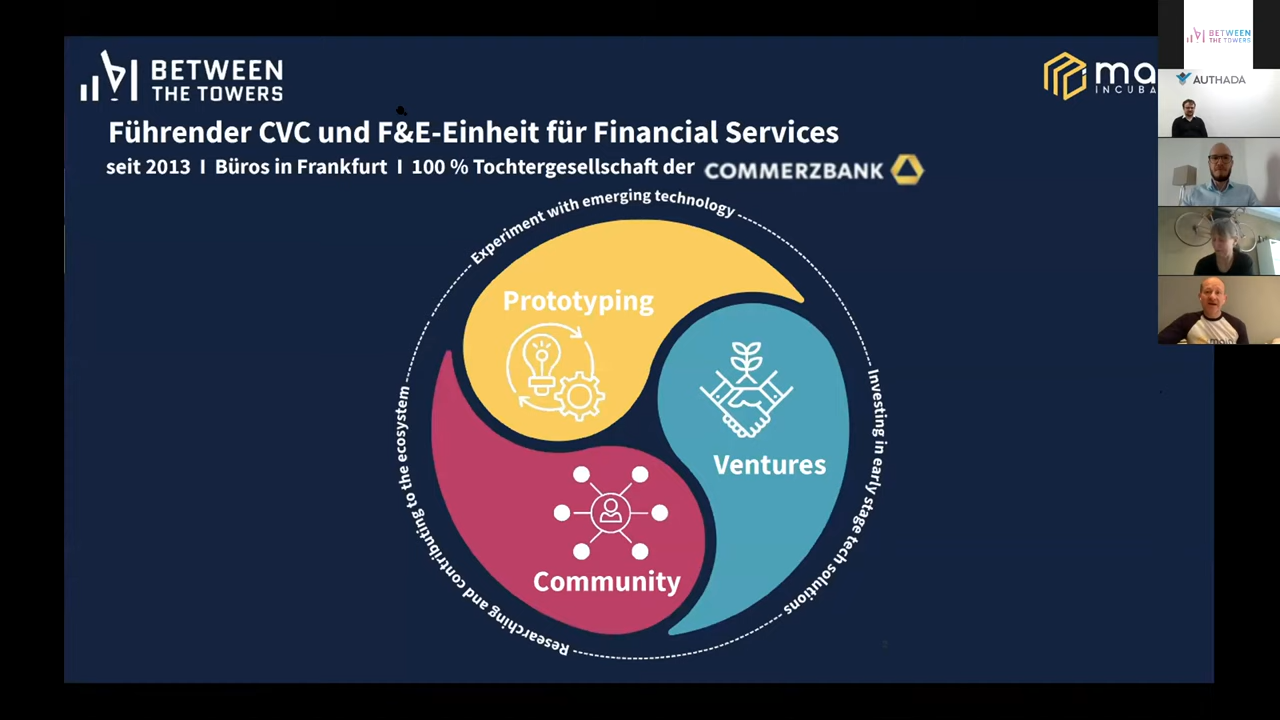 BETWEEN
THE TOWERS
ma
INCUBA
BETWEEN
THE TOWERS
AUTHADA
Führender CVC und F&E-Einheit für Financial Services
seit 2013 I Büros in Frankfurt I 100 % Tochtergesellschaft der COMMERZBANK
Experiment with emerging technology
Prototyping
Ventures
Community
Investing in early stage tech solutions
Researching and contributing to the ecosystem